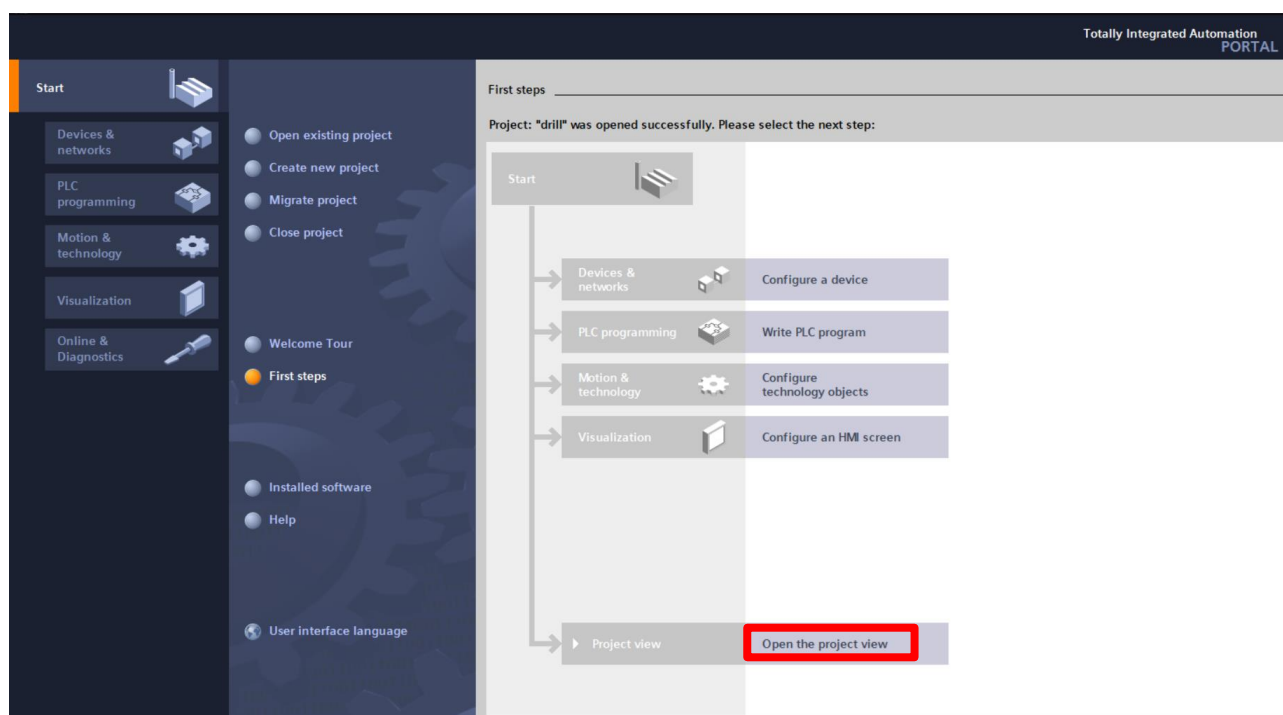 Totally Integrated Automation
PORTAL
Start
Devices &
networks
PLC
programming
Motion &
technology
Visualization
Online &
Diagnostics
Open existing project
Create new project
Migrate project
Close project
Welcome Tour
First steps
Installed software
Help
User interface language
First steps
Project: "drill" was opened successfully. Please select the next step:
Start
Devices &
networks
Configure a device
PLC programming
Write PLC program
Motion &
technology
Configure
technology objects
Visualization
Configure an HMI screen
Project view
Open the project view